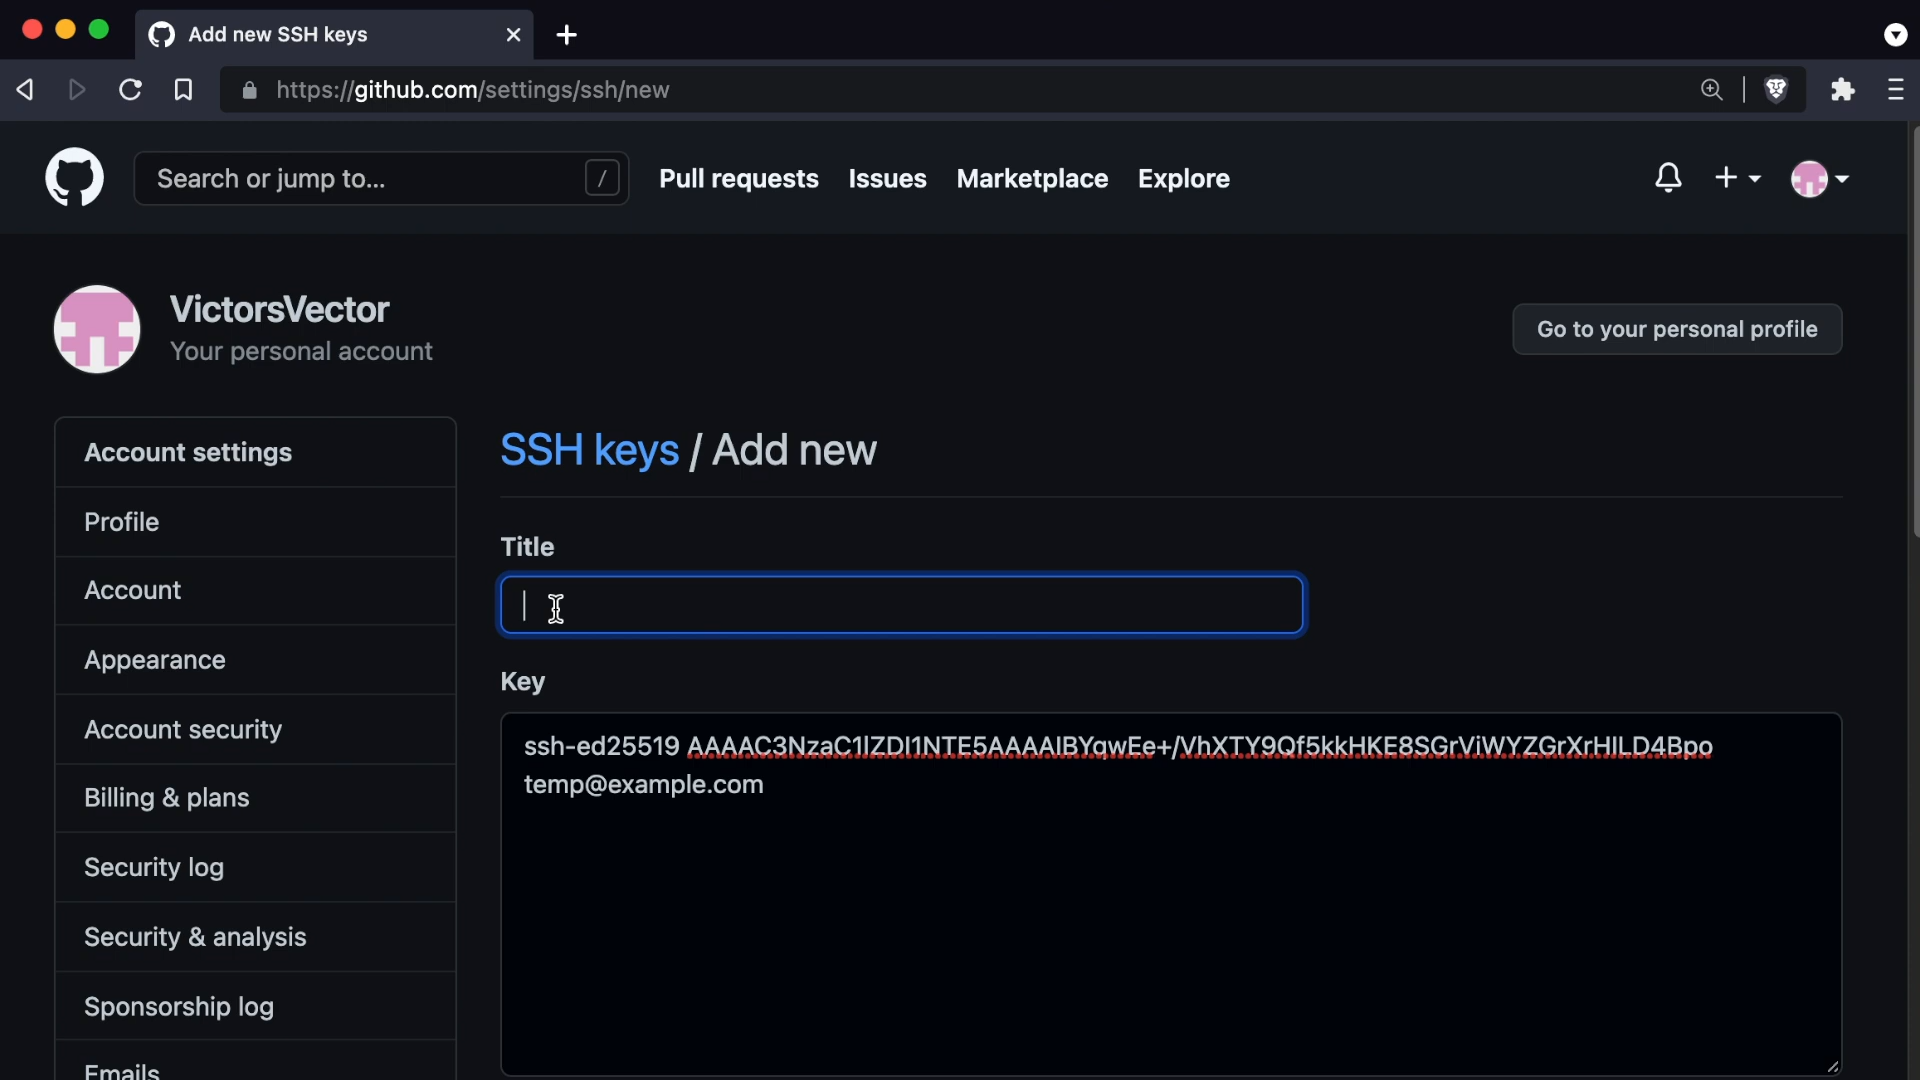 Add new SSH keys
https://github.com/settings/ssh/new
Search or jump to... /
Pull requests Issues Marketplace Explore
VictorsVector
Your personal account
Go to your personal profile
Account settings
Profile
Account
Appearance
Account security
Billing & plans
Security log
Security & analysis
Sponsorship log
Emails
SSH keys / Add new
Title
Key
ssh-ed25519 AAAAC3NzaC1lZDI1NTE5AAAAIBYqwEe+/VhXTY9Qf5kkHKE8SGrViWYZGrXrHILD4Bpo
temp@example.com